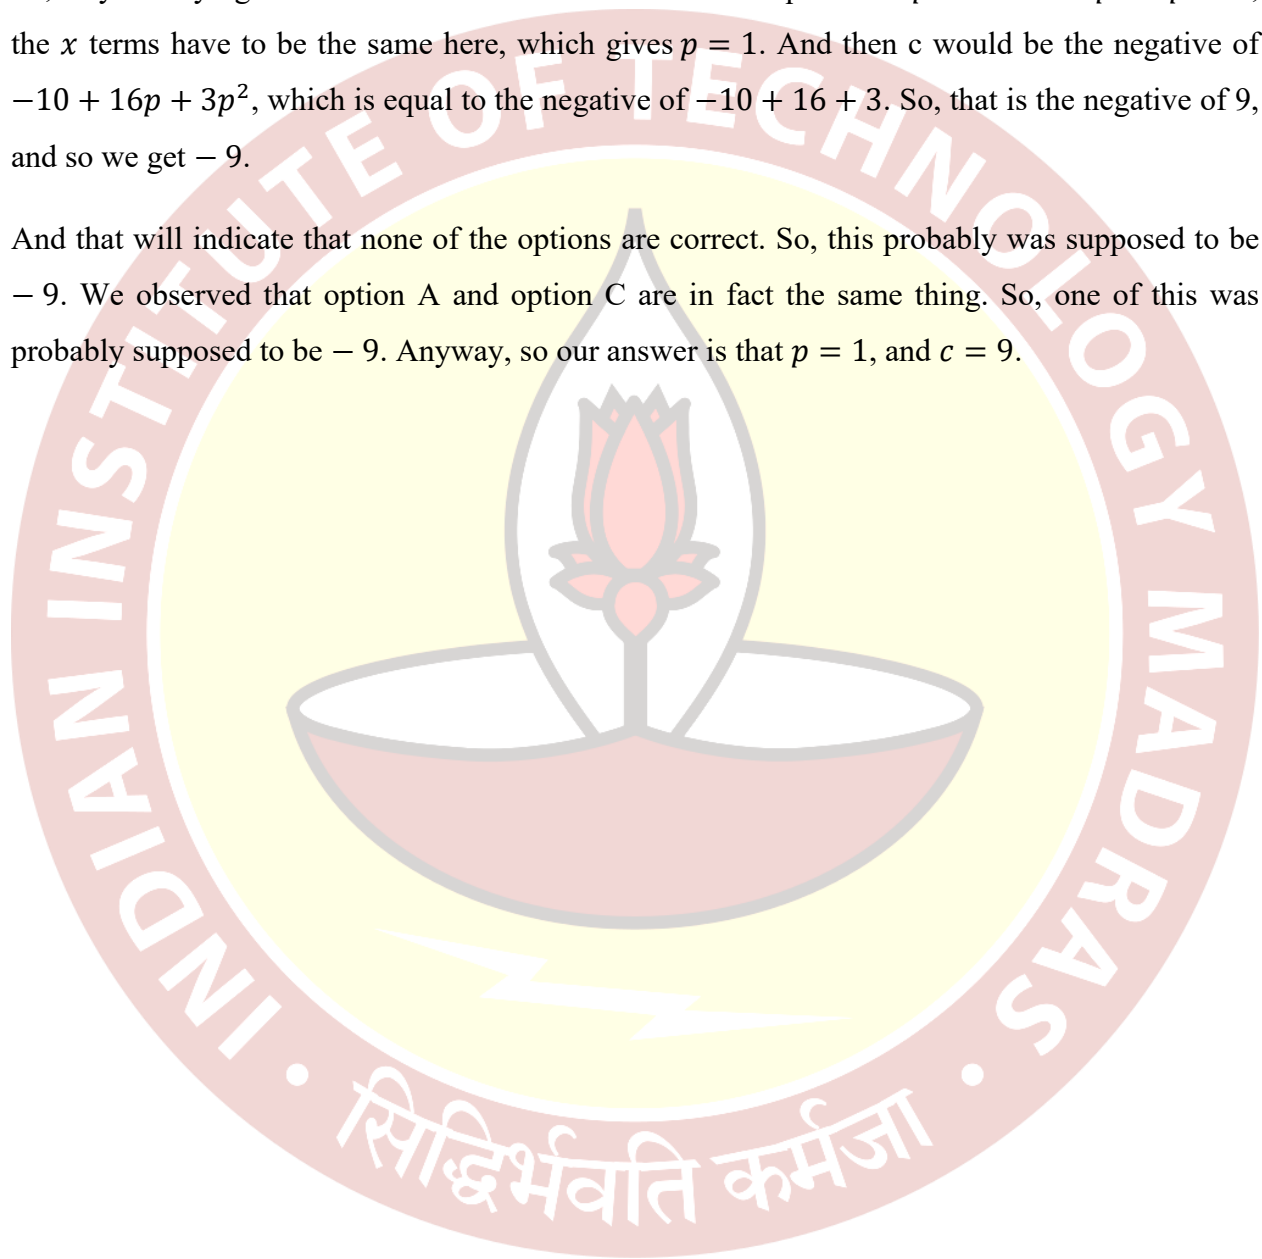 the x terms have to be the same here, which gives p = 1. And then c would be the negative of
−10 + 16p + 3p², which is equal to the negative of −10 + 16 + 3. So, that is the negative of 9,
and so we get − 9.
And that will indicate that none of the options are correct. So, this probably was supposed to be
− 9. We observed that option A and option C are in fact the same thing. So, one of this was
probably supposed to be − 9. Anyway, so our answer is that p = 1, and c = 9.
INDIAN INSTITUTE OF TECHNOLOGY MADRAS
सिद्धिर्भवति कर्मजा